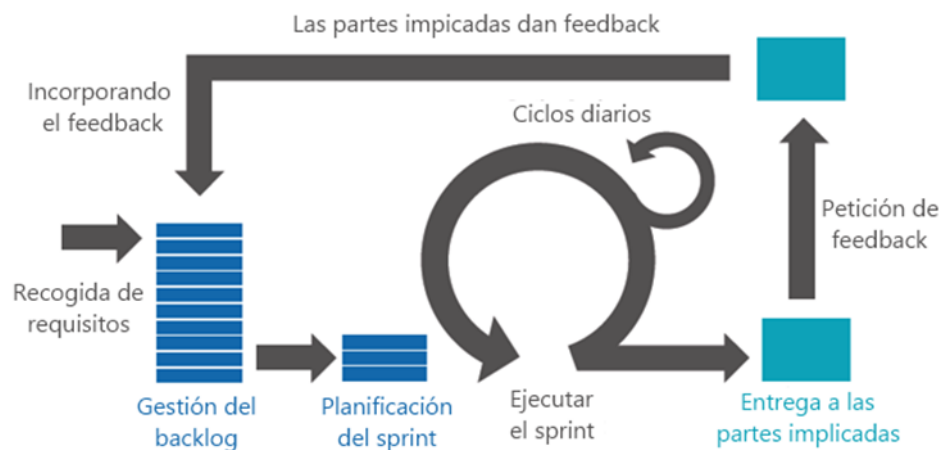 Las partes impicadas dan feedback
Incorporando
el feedback
Ciclos diarios
Petición de
feedback
Recogida de
requisitos
Gestión del
backlog
Planificación
del sprint
Ejecutar
el sprint
Entrega a las
partes implicadas